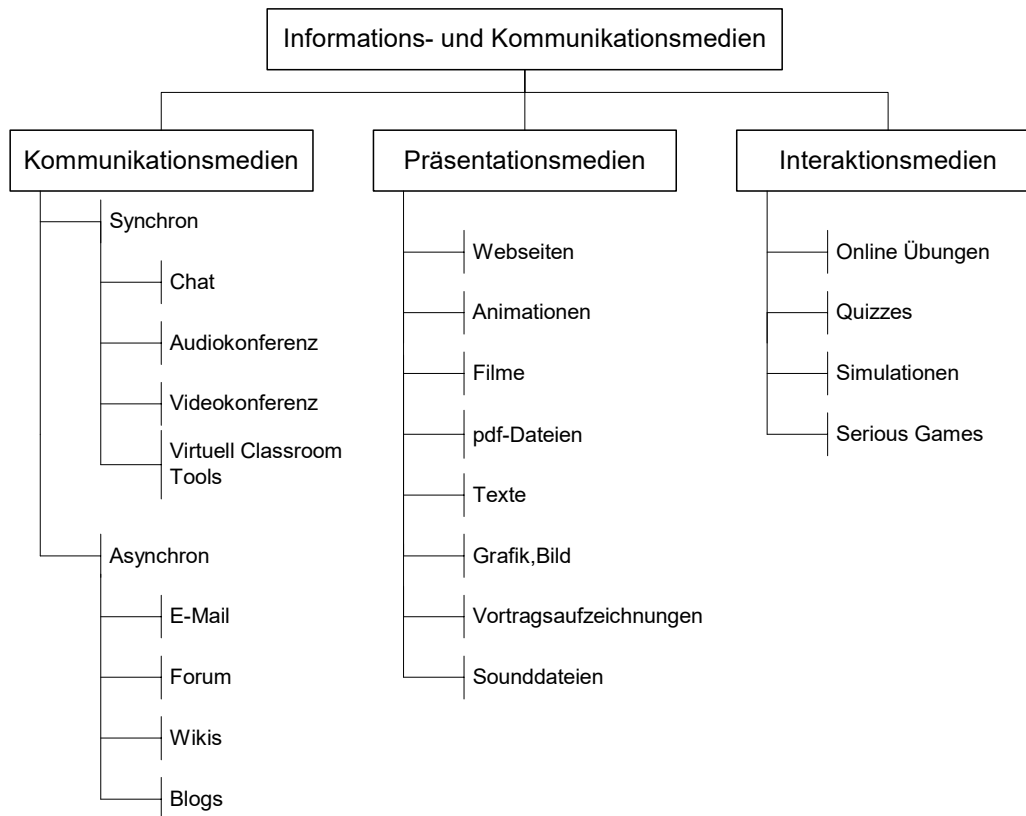 Informations- und Kommunikationsmedien
Kommunikationsmedien
Synchron
Chat
Audiokonferenz
Videokonferenz
Virtuell Classroom
Tools
Asynchron
E-Mail
Forum
Wikis
Blogs
Präsentationsmedien
Webseiten
Animationen
Filme
pdf-Dateien
Texte
Grafik,Bild
Vortragsaufzeichnungen
Sounddateien
Interaktionsmedien
Online Übungen
Quizzes
Simulationen
Serious Games